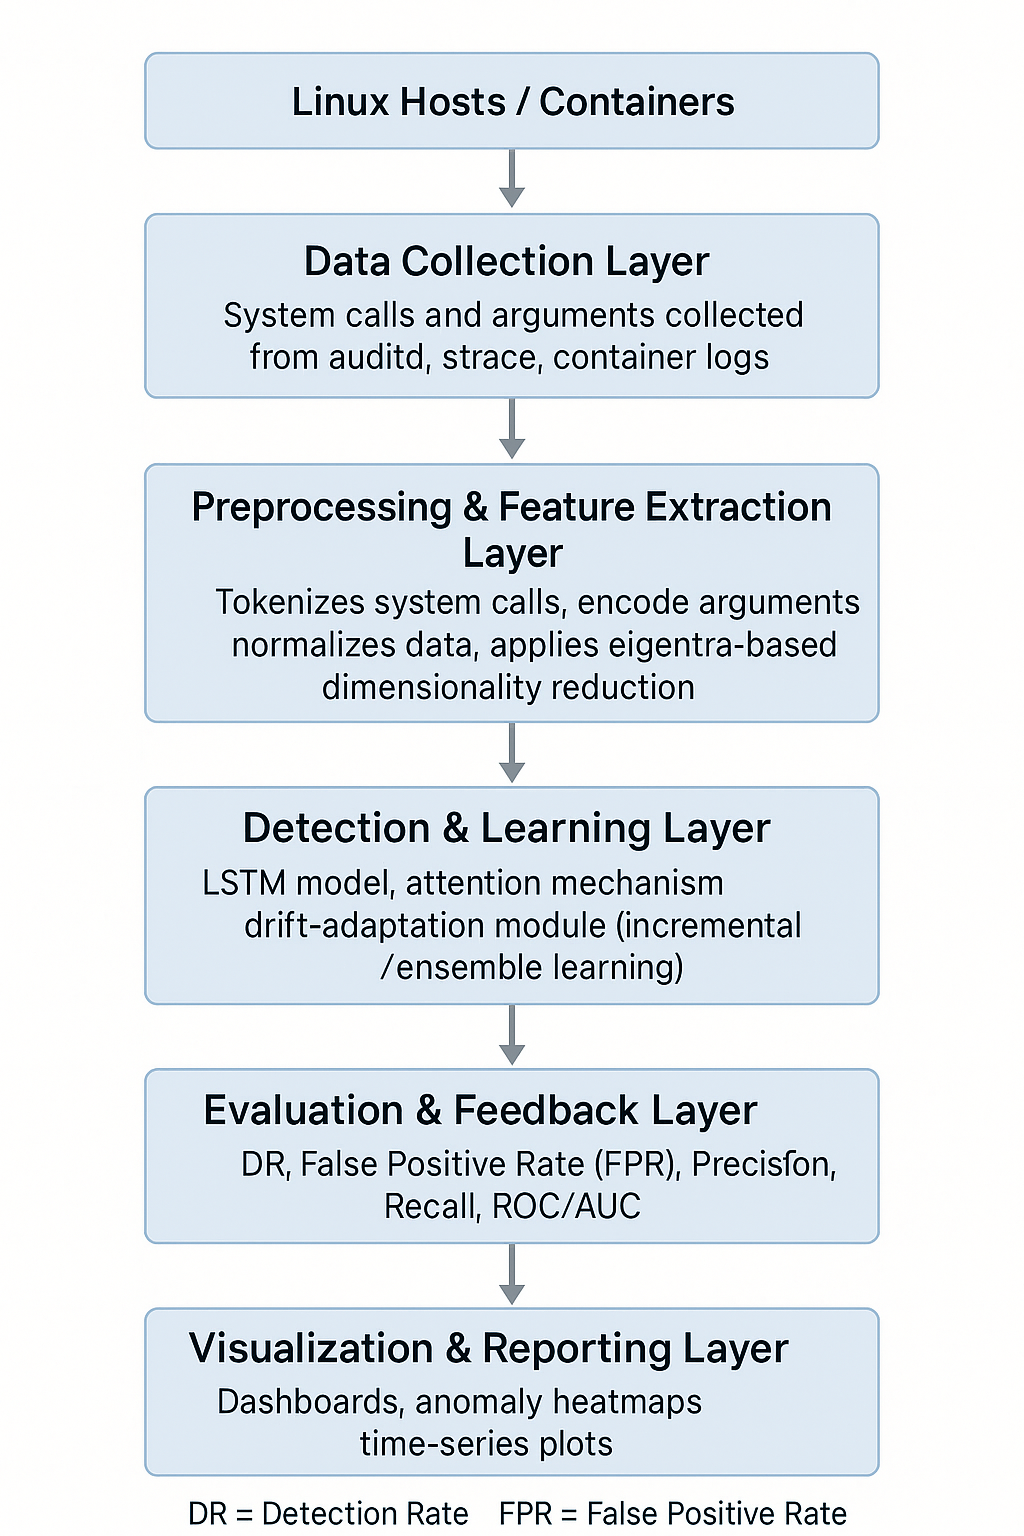 Linux Hosts / Containers
Data Collection Layer
System calls and arguments collected
from auditd, strace, container logs
Preprocessing & Feature Extraction
Layer
Tokenizes system calls, encode arguments
normalizes data, applies eigentra-based
dimensionality reduction
Detection & Learning Layer
LSTM model, attention mechanism
drift-adaptation module (incremental
/ensemble learning)
Evaluation & Feedback Layer
DR, False Positive Rate (FPR), Precisſon,
Recall, ROC/AUC
Visualization & Reporting Layer
Dashboards, anomaly heatmaps
time-series plots
DR = Detection Rate FPR = False Positive Rate